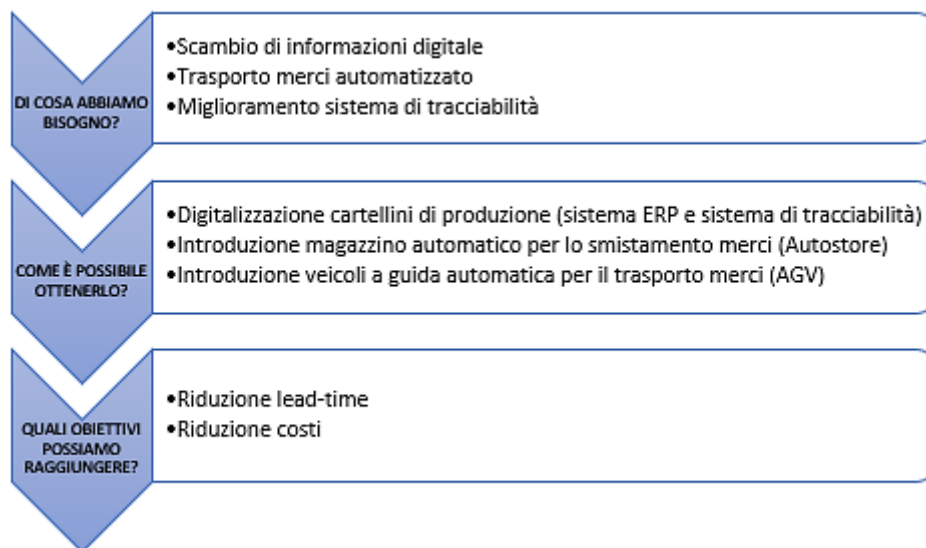 DI COSA ABBIAMO
BISOGNO?
•Scambio di informazioni digitale
•Trasporto merci automatizzato
•Miglioramento sistema di tracciabilità
COME È POSSIBILE
OTTENERLO?
•Digitalizzazione cartellini di produzione (sistema ERP e sistema di tracciabilità)
•Introduzione magazzino automatico per lo smistamento merci (Autostore)
•Introduzione veicoli a guida automatica per il trasporto merci (AGV)
QUALI OBIETTIVI
POSSIAMO
RAGGIUNGERE?
•Riduzione lead-time
•Riduzione costi